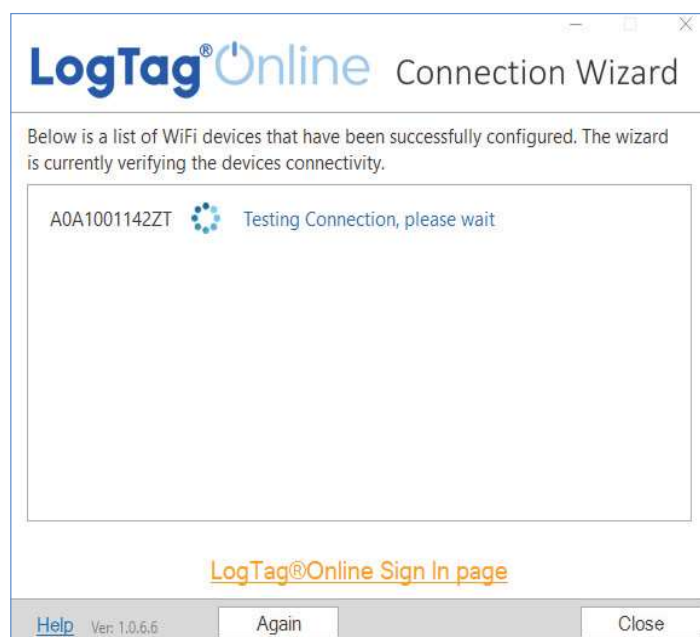 LogTag®Online Connection Wizard
Below is a list of WiFi devices that have been successfully configured. The wizard
is currently verifying the devices connectivity.
A0A1001142ZT Testing Connection, please wait
LogTag®Online Sign In page
Help Ver: 1.0.6.6 Again Close